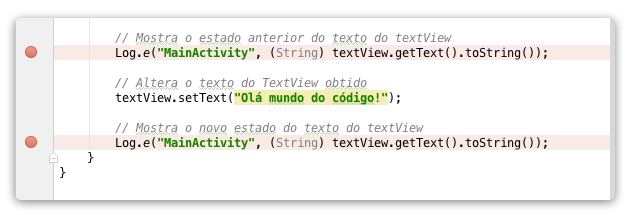 // Mostra o estado anterior do texto do textView
Log.e("MainActivity", (String) textView.getText().toString());
// Altera o texto do TextView obtido
textView.setText("Olá mundo do código!");
// Mostra o novo estado do texto do textView
Log.e("MainActivity", (String) textView.getText().toString());
}
}